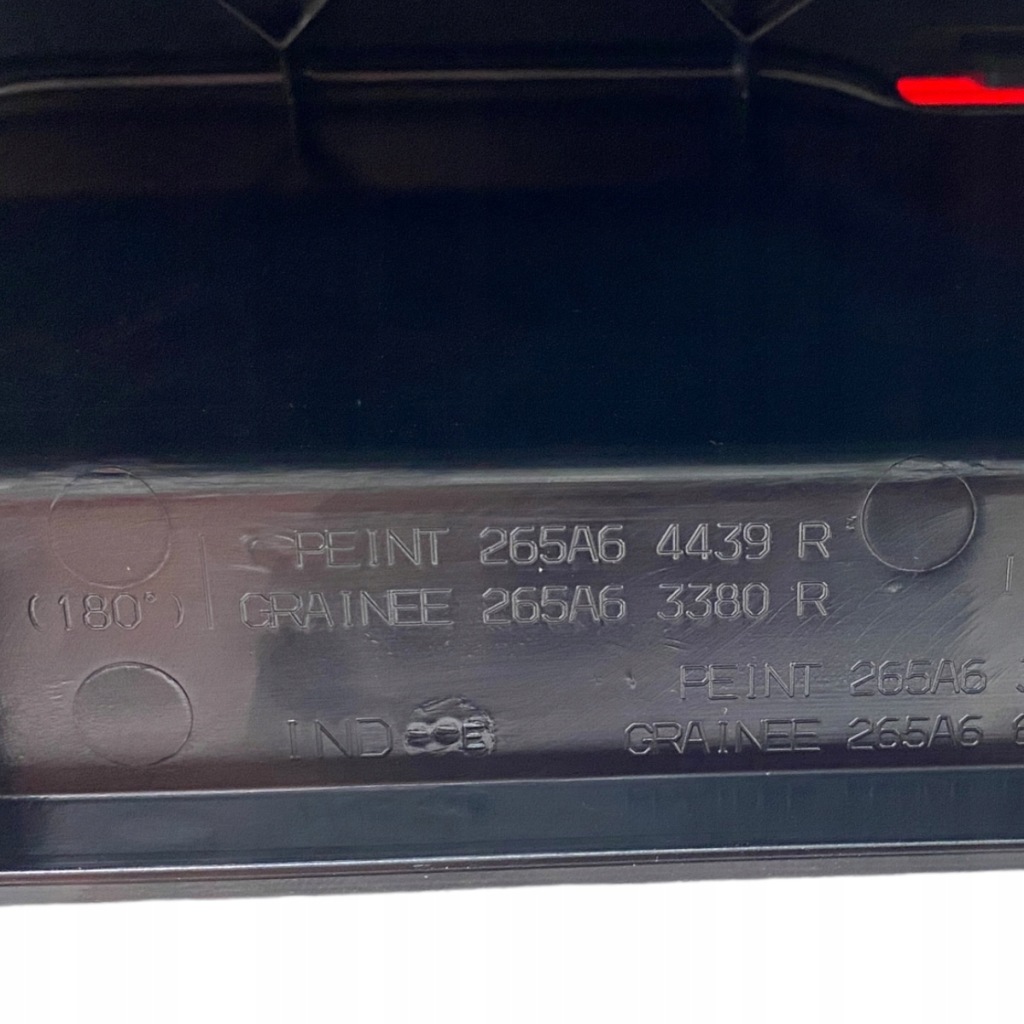 PEINT 265A6 4439 R
(180°) GRAINEE 265A6 3380 R
PEINT 265A6
IND B GRAINEE 265A6